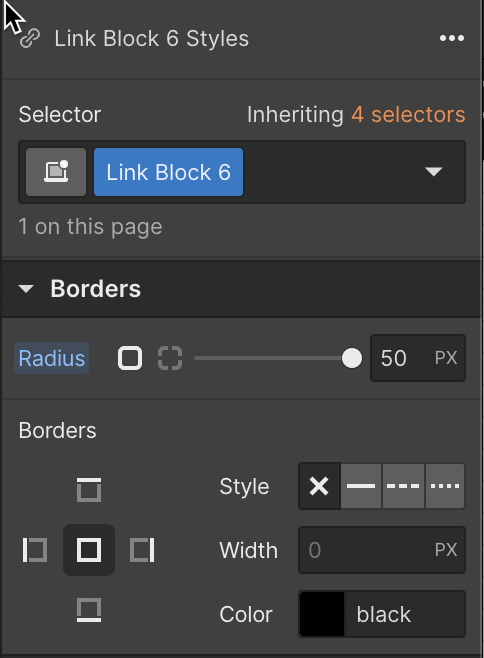 Link Block 6 Styles
Selector
Inheriting 4 selectors
Link Block 6
1 on this page
Borders
Radius
50 PX
Borders
Style
Width
0 PX
Color
black